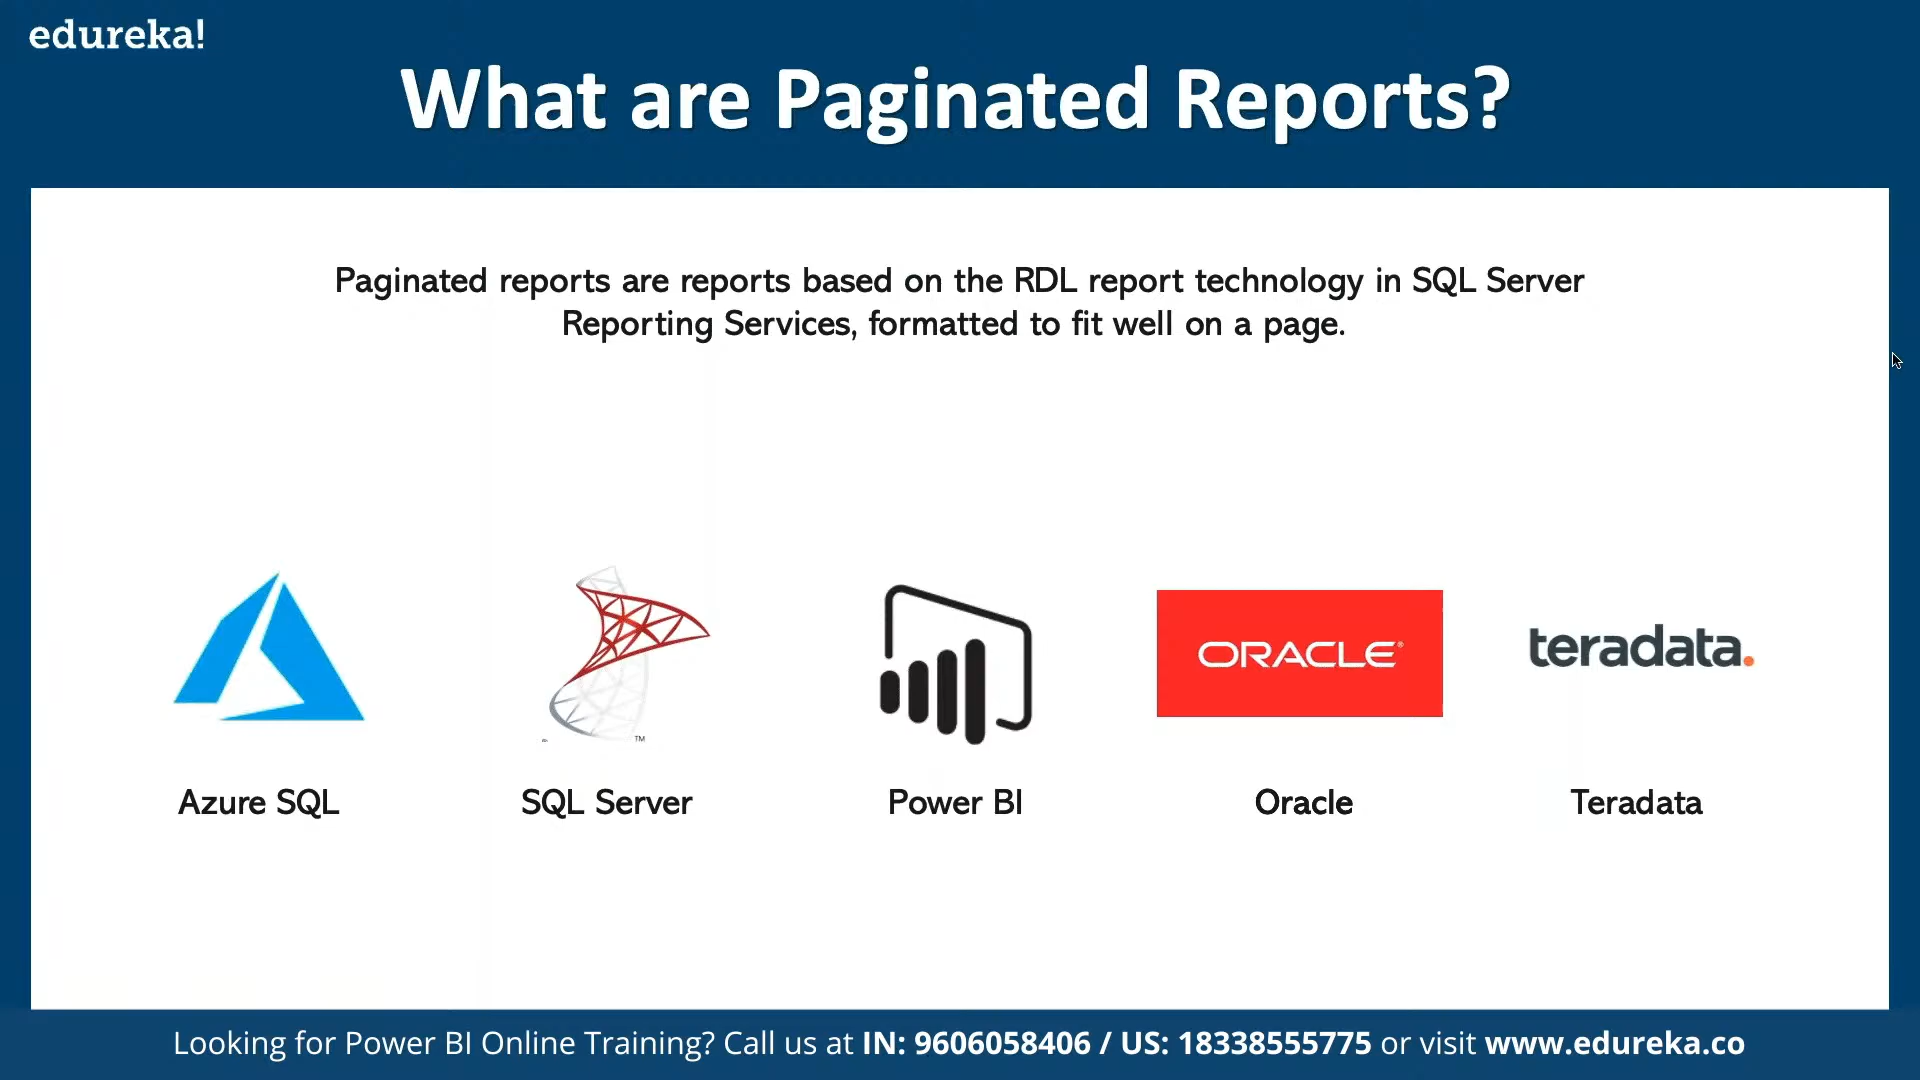 edureka!
What are Paginated Reports?
Paginated reports are reports based on the RDL report technology in SQL Server
Reporting Services, formatted to fit well on a page.
TM
ORACLE®
teradata.
Azure SQL
SQL Server
Power BI
Oracle
Teradata
Looking for Power BI Online Training? Call us at IN: 9606058406 / US: 18338555775 or visit www.edureka.co